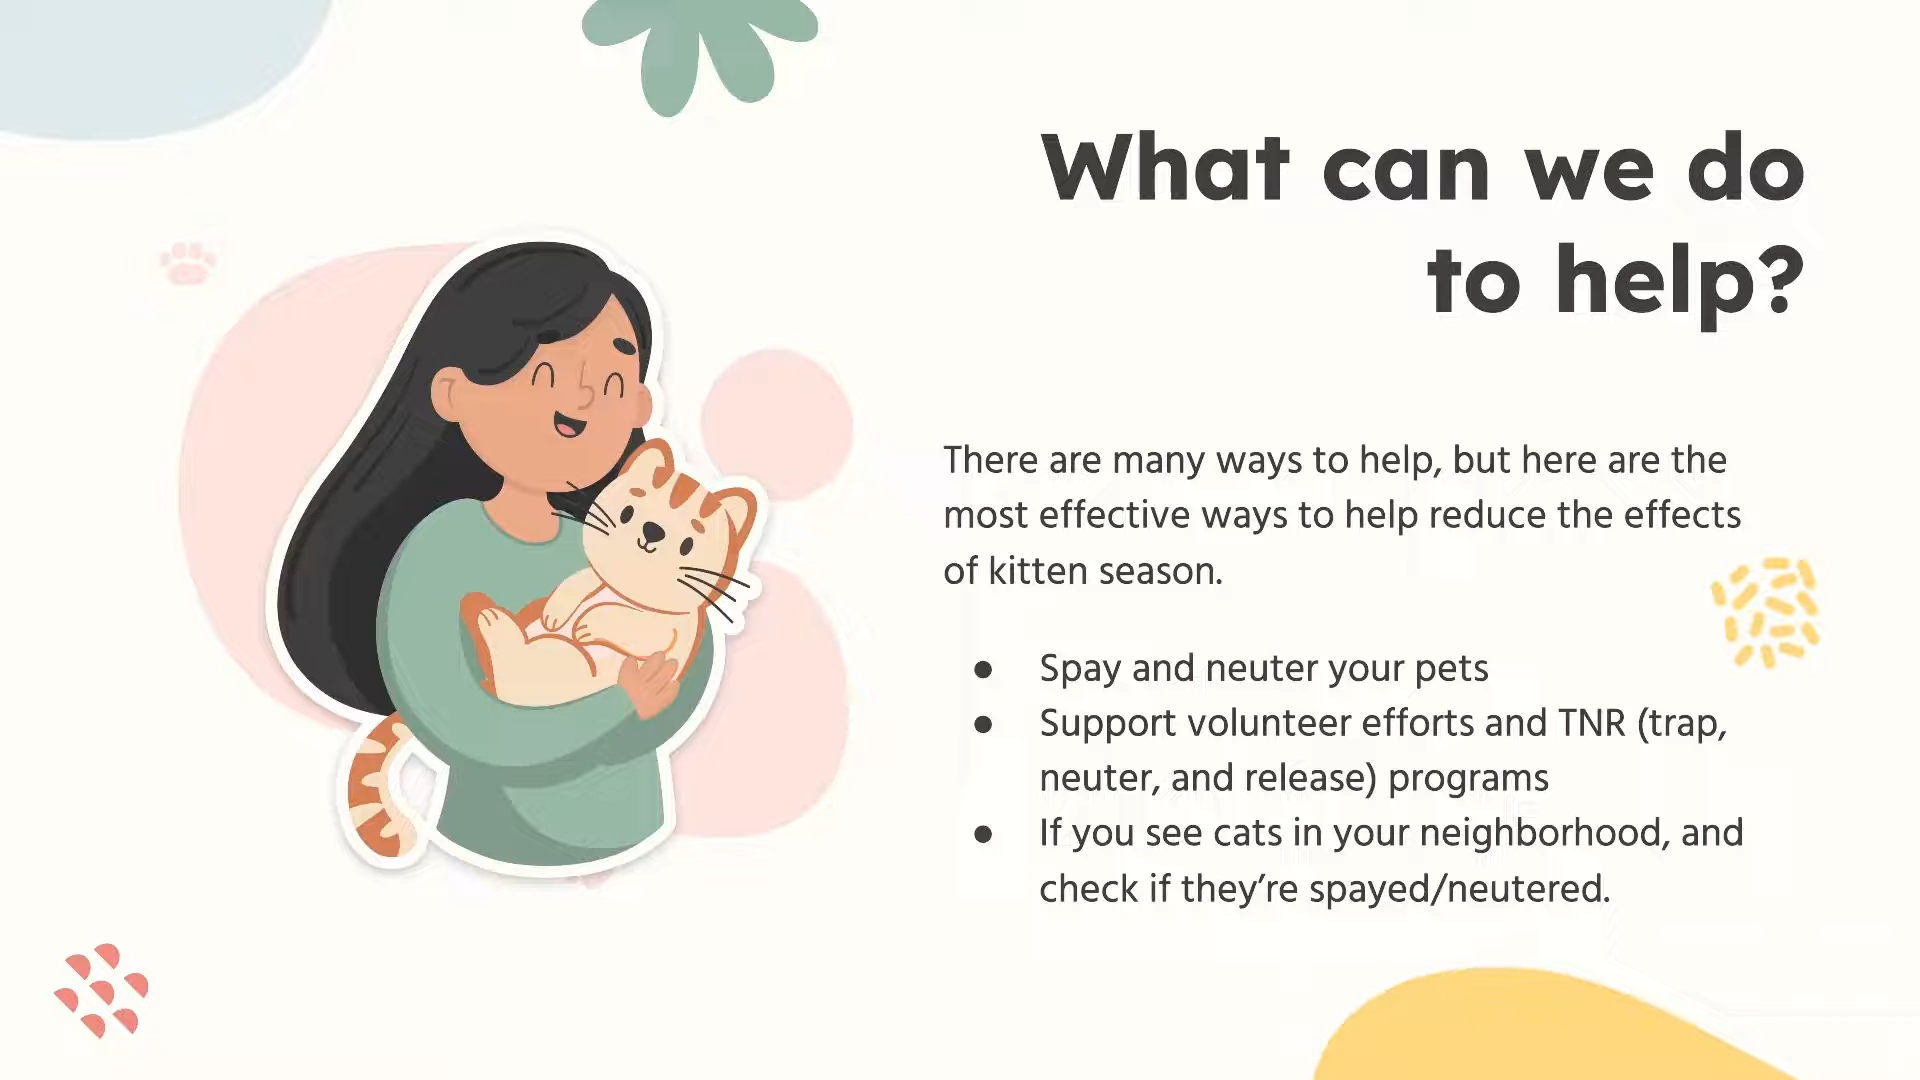 What can we do
to help?
There are many ways to help, but here are the
most effective ways to help reduce the effects
of kitten season.
● Spay and neuter your pets
● Support volunteer efforts and TNR (trap,
neuter, and release) programs
● If you see cats in your neighborhood, and
check if they’re spayed/neutered.